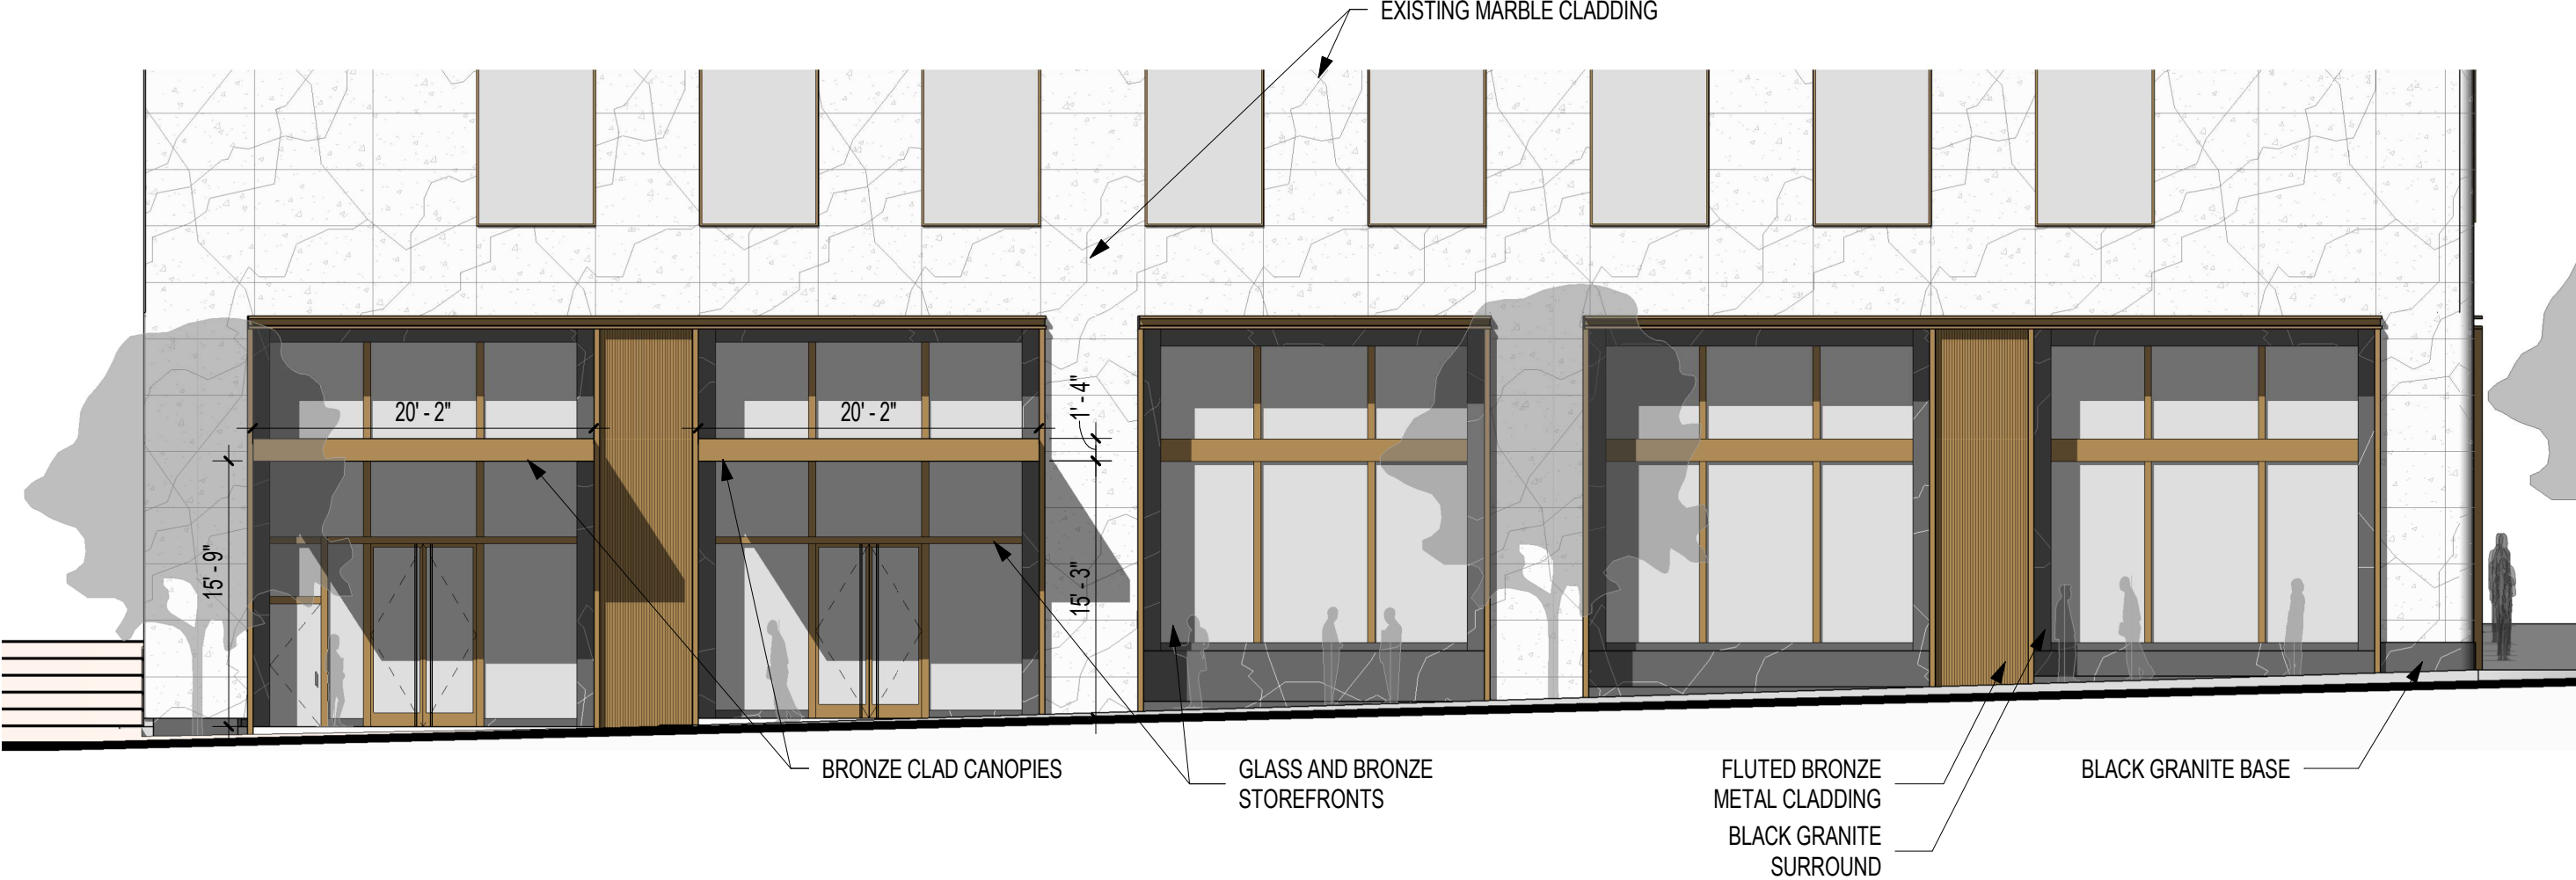 EXISTING MARBLE CLADDING
20' - 2"
20' - 2"
1' - 4"
15' - 9"
15' - 3"
BRONZE CLAD CANOPIES
GLASS AND BRONZE
STOREFRONTS
FLUTED BRONZE
METAL CLADDING
BLACK GRANITE
SURROUND
BLACK GRANITE BASE